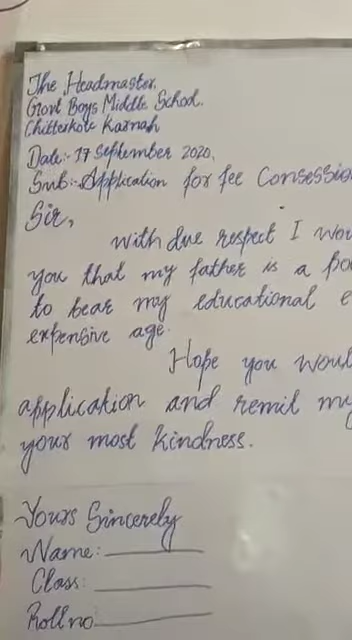 The Headmaster,
Govt Boys Middle School.
Chitterkote Karnah
Date:- 17 September 2020,
Sub:- Application for fee Consessio
Sir,
with due respect I wou
you that my father is a poo
to bear my educational e
expensive age.
Hope you woul
application and remit my
your most kindness.
Yours Sincerely
Name:
Class:
Roll no